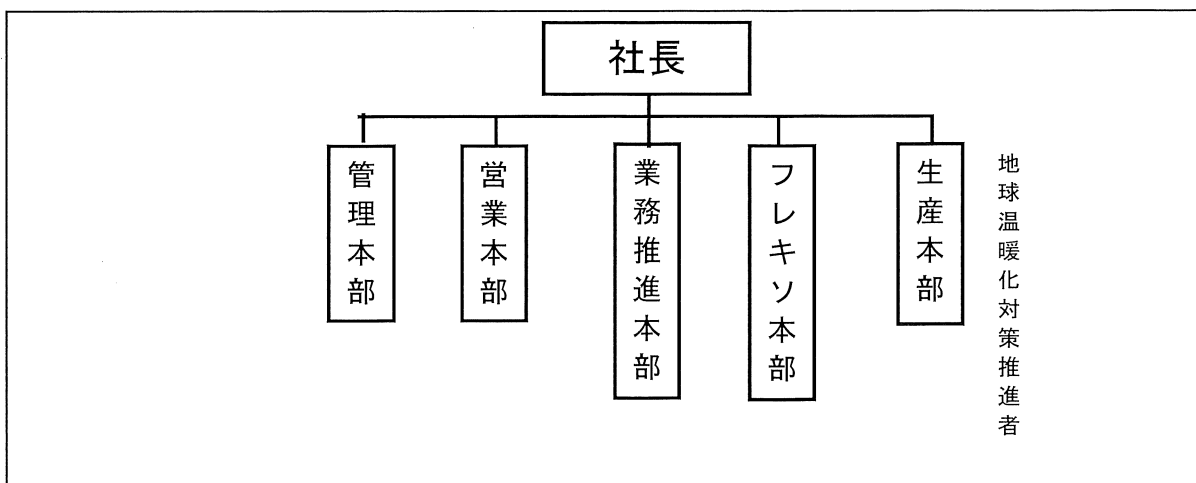 社長
管理本部
営業本部
業務推進本部
フレキソ本部
生産本部
地球温暖化対策推進者